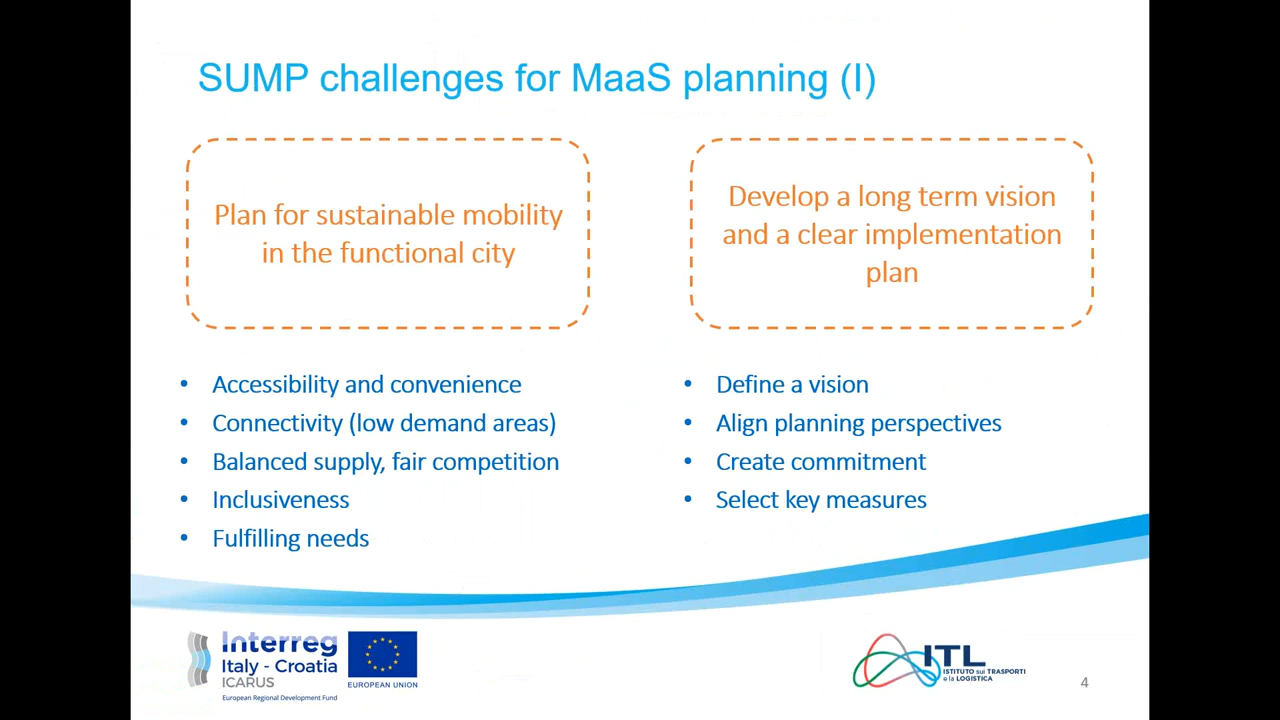 SUMP challenges for MaaS planning (I)
Plan for sustainable mobility
in the functional city
Develop a long term vision
and a clear implementation
plan
• Accessibility and convenience
• Connectivity (low demand areas)
• Balanced supply, fair competition
• Inclusiveness
• Fulfilling needs
• Define a vision
• Align planning perspectives
• Create commitment
• Select key measures
Interreg
Italy - Croatia
ICARUS
European Regional Development Fund
EUROPEAN UNION
ITL
ISTITUTO sui TRASPORTI
e la LOGISTICA
4